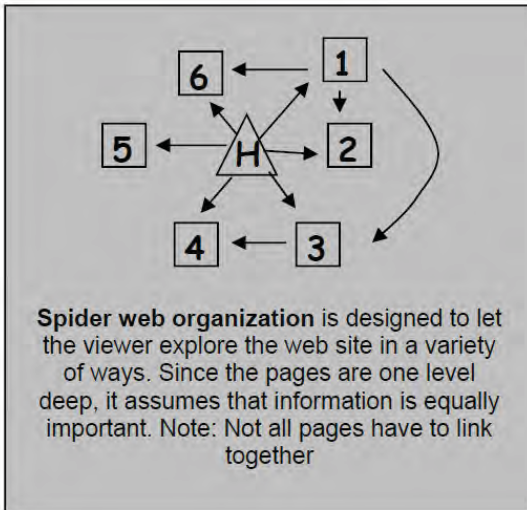 1
6
5
H
2
4
3
Spider web organization is designed to let
the viewer explore the web site in a variety
of ways. Since the pages are one level
deep, it assumes that information is equally
important. Note: Not all pages have to link
together